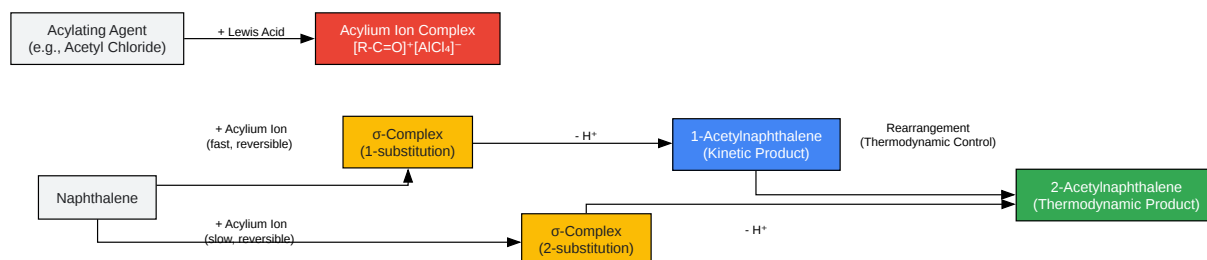 Acylating Agent
(e.g., Acetyl Chloride)
+ Lewis Acid
Acylium Ion Complex
[R-C=O]⁺[AlCl₄]⁻
+ Acylium Ion
(fast, reversible)
σ-Complex
(1-substitution)
- H⁺
1-Acetylnaphthalene
(Kinetic Product)
Rearrangement
(Thermodynamic Control)
Naphthalene
+ Acylium Ion
(slow, reversible)
σ-Complex
(2-substitution)
- H⁺
2-Acetylnaphthalene
(Thermodynamic Product)